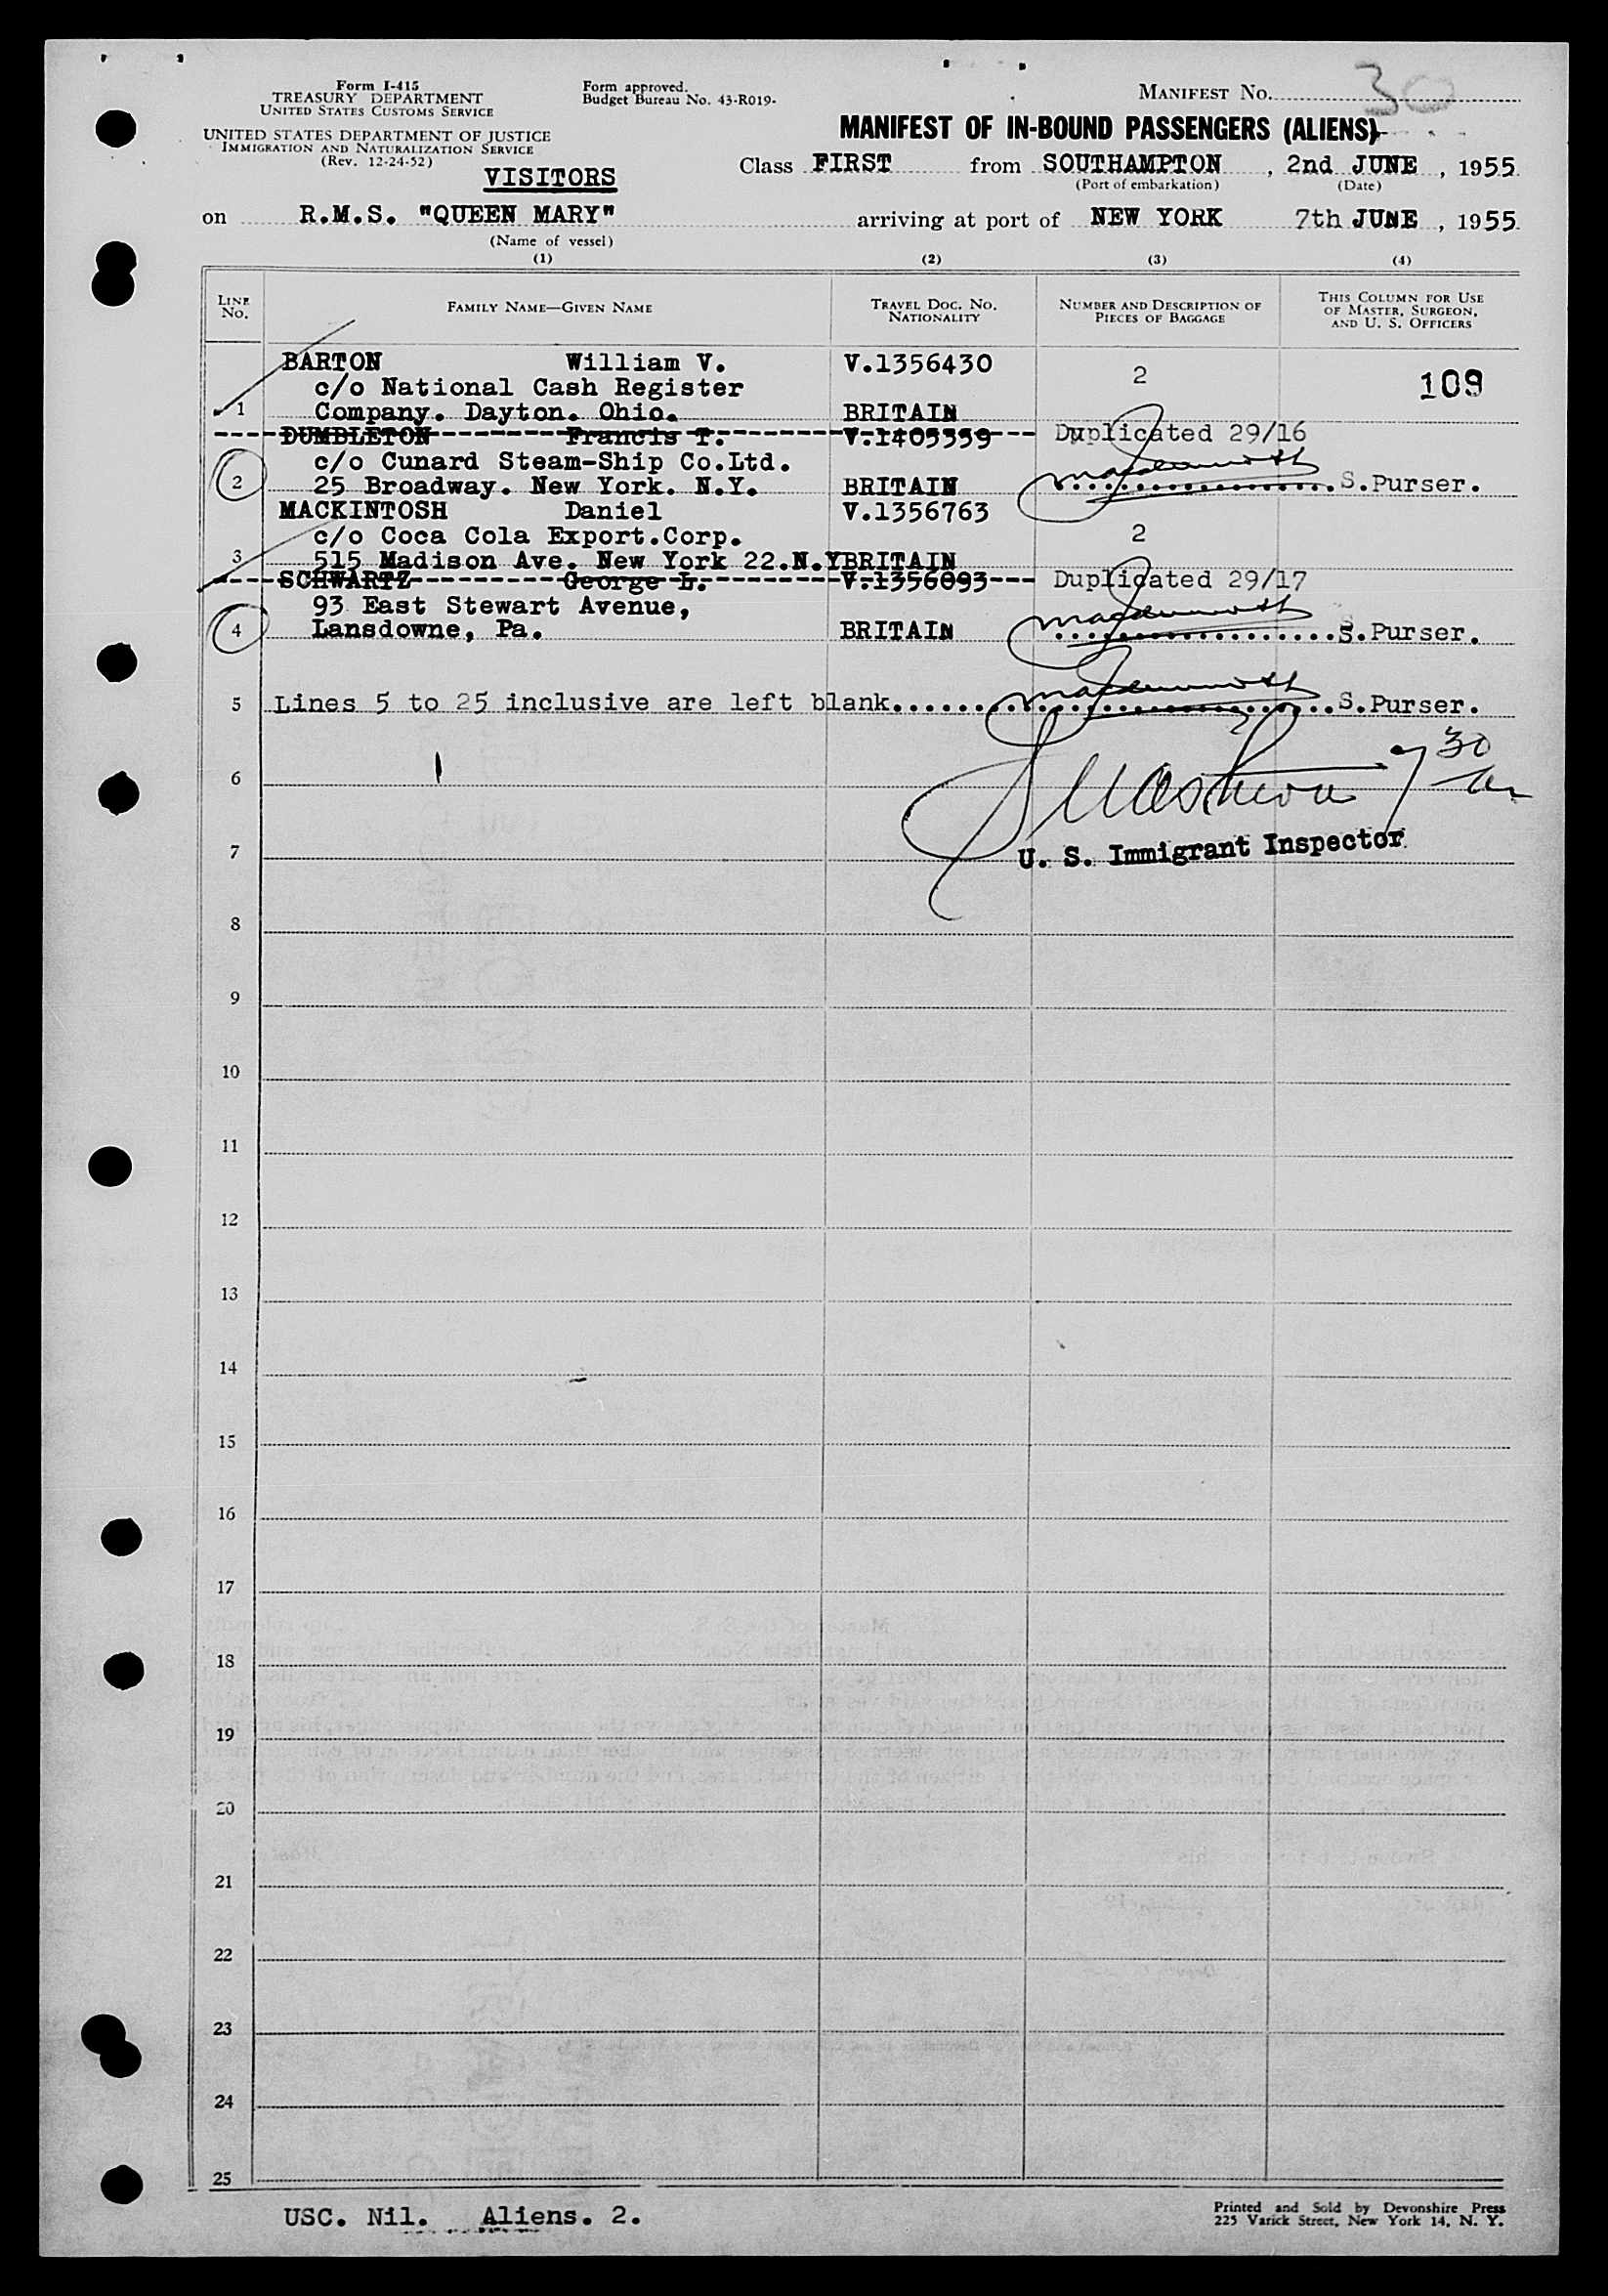 Form I-415
TREASURY DEPARTMENT
UNITED STATES CUSTOMS SERVICE
UNITED STATES DEPARTMENT OF JUSTICE
IMMIGRATION AND NATURALIZATION SERVICE
(Rev. 12-24-52)
Form approved.
Budget Bureau No. 43-R019-
MANIFEST No. 30
MANIFEST OF IN-BOUND PASSENGERS (ALIENS)
VISITORS
Class FIRST from SOUTHAMPTON, 2nd JUNE, 1955
(Port of embarkation) (Date)
on R.M.S. "QUEEN MARY" arriving at port of NEW YORK 7th JUNE, 1955
(Name of vessel)
(1) (2) (3) (4)
LINE No. FAMILY NAME—GIVEN NAME TRAVEL DOC. No. NATIONALITY NUMBER AND DESCRIPTION OF PIECES OF BAGGAGE THIS COLUMN FOR USE OF MASTER, SURGEON, AND U. S. OFFICERS
BARTON William V. V.1356430 2 109
c/o National Cash Register
1 Company. Dayton. Ohio. BRITAIN
DUMBLETON Francis T. V.1405559 Duplicated 29/16
c/o Cunard Steam-Ship Co.Ltd.
2 25 Broadway. New York. N.Y. BRITAIN S.Purser.
MACKINTOSH Daniel V.1356763
c/o Coca Cola Export.Corp. 2
3 515 Madison Ave. New York 22.N.Y BRITAIN
SCHWARTZ George L. V.1356093 Duplicated 29/17
93 East Stewart Avenue,
4 Lansdowne, Pa. BRITAIN S.Purser.
5 Lines 5 to 25 inclusive are left blank. S.Purser.
7 30
6
U. S. Immigrant Inspector
7
8
9
10
11
12
13
14
15
16
17
18
19
20
21
22
23
24
25
USC. Nil. Aliens. 2.
Printed and Sold by Devonshire Press
225 Varick Street, New York 14, N. Y.